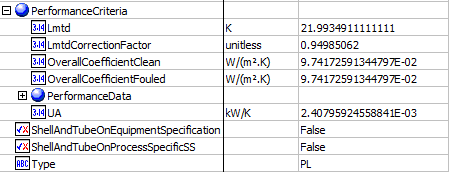 PerformanceCriteria
Lmtd K 21.9934911111111
LmtdCorrectionFactor unitless 0.94985062
OverallCoefficientClean W/(m².K) 9.74172591344797E-02
OverallCoefficientFouled W/(m².K) 9.74172591344797E-02
PerformanceData
UA kW/K 2.40795924558841E-03
ShellAndTubeOnEquipmentSpecification False
ShellAndTubeOnProcessSpecificSS False
Type PL